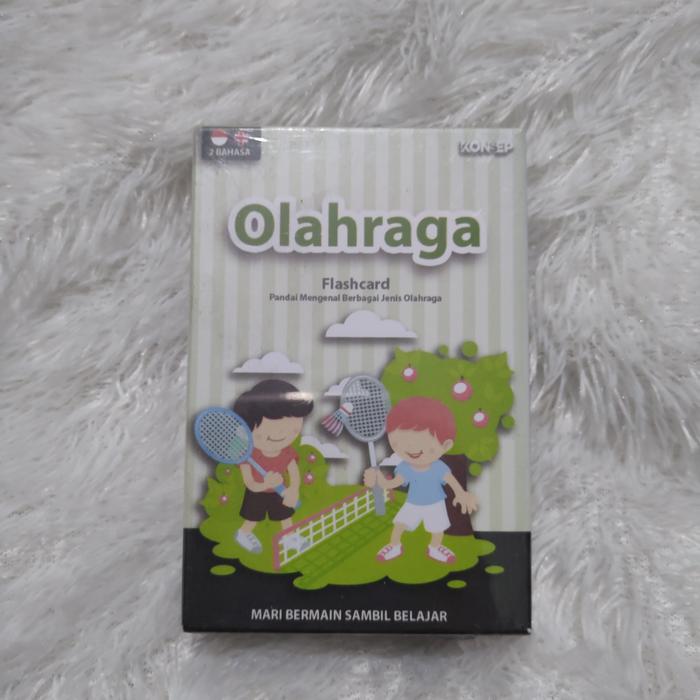 2 BAHASA
KONSEP
Olahraga
Flashcard
Pandai Mengenal Berbagai Jenis Olahraga
MARI BERMAIN SAMBIL BELAJAR